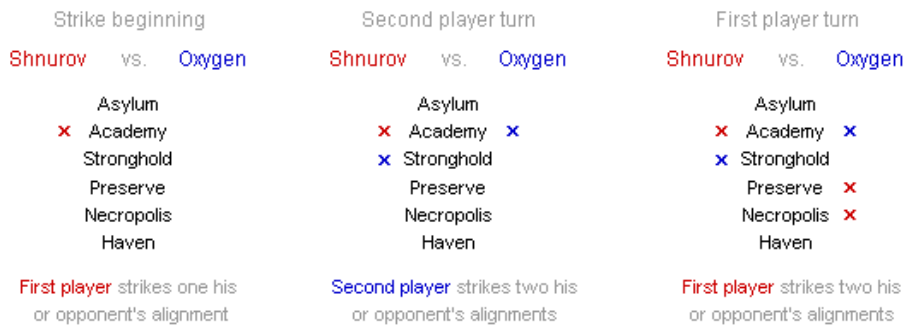 Strike beginning
Shnurov vs. Oxygen
Asylum
× Academy
Stronghold
Preserve
Necropolis
Haven
First player strikes one his
or opponent's alignment
Second player turn
Shnurov vs. Oxygen
Asylum
× Academy ×
× Stronghold
Preserve
Necropolis
Haven
Second player strikes two his
or opponent's alignments
First player turn
Shnurov vs. Oxygen
Asylum
× Academy ×
× Stronghold
Preserve ×
Necropolis ×
Haven
First player strikes two his
or opponent's alignments